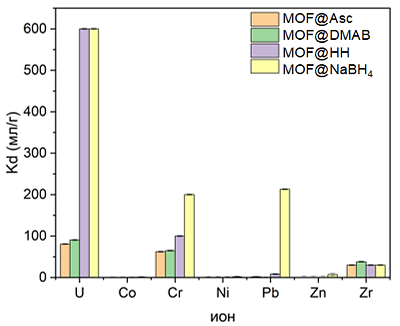 MOF@Asc
MOF@DMAB
MOF@HH
MOF@NaBH₄
Kd (мл/г)
600
500
400
300
200
100
0
U Co Cr Ni Pb Zn Zr
ион